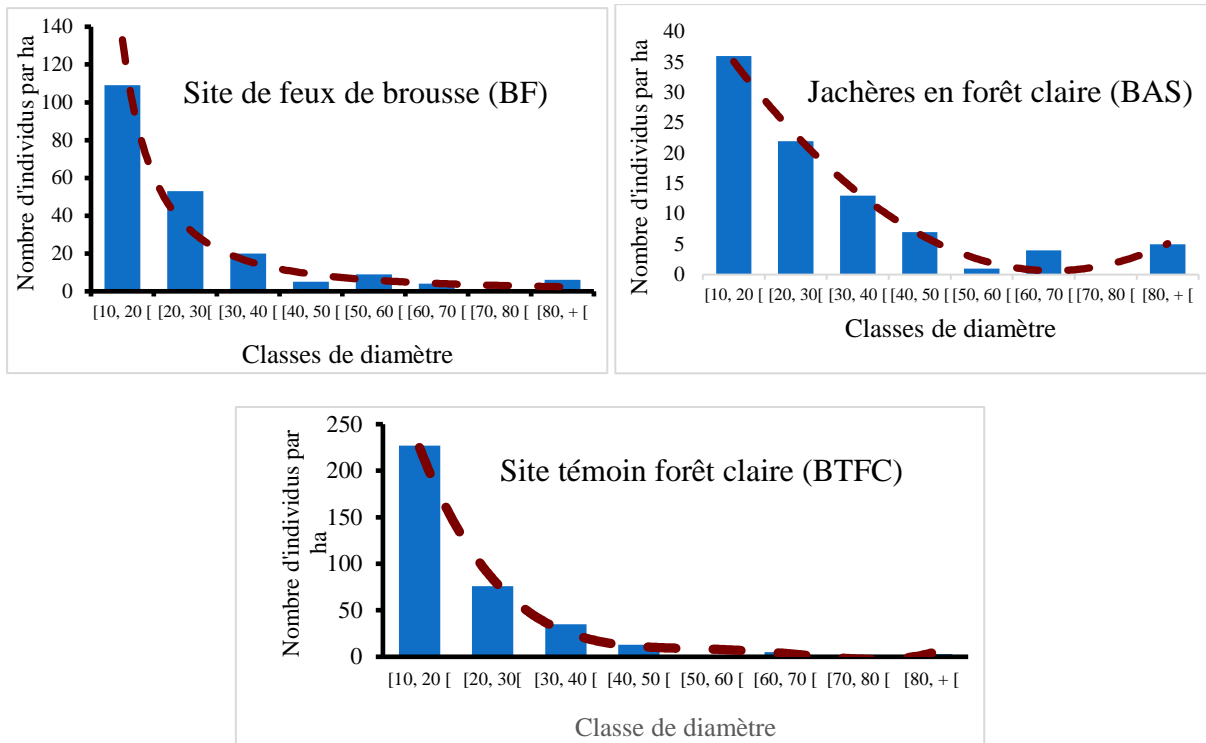 Site de feux de brousse (BF)
Nombre d'individus par ha
140
120
100
80
60
40
20
0
[10, 20 [ [20, 30[ [30, 40 [ [40, 50 [ [50, 60 [ [60, 70 [ [70, 80 [ [80, + [
Classes de diamètre
Jachères en forêt claire (BAS)
Nombre d'individus par ha
40
35
30
25
20
15
10
5
0
[10, 20 [ [20, 30[ [30, 40 [ [40, 50 [ [50, 60 [ [60, 70 [ [70, 80 [ [80, + [
Classes de diamètre
Site témoin forêt claire (BTFC)
Nombre d'individus par
ha
250
200
150
100
50
0
[10, 20 [ [20, 30[ [30, 40 [ [40, 50 [ [50, 60 [ [60, 70 [ [70, 80 [ [80, + [
Classe de diamètre